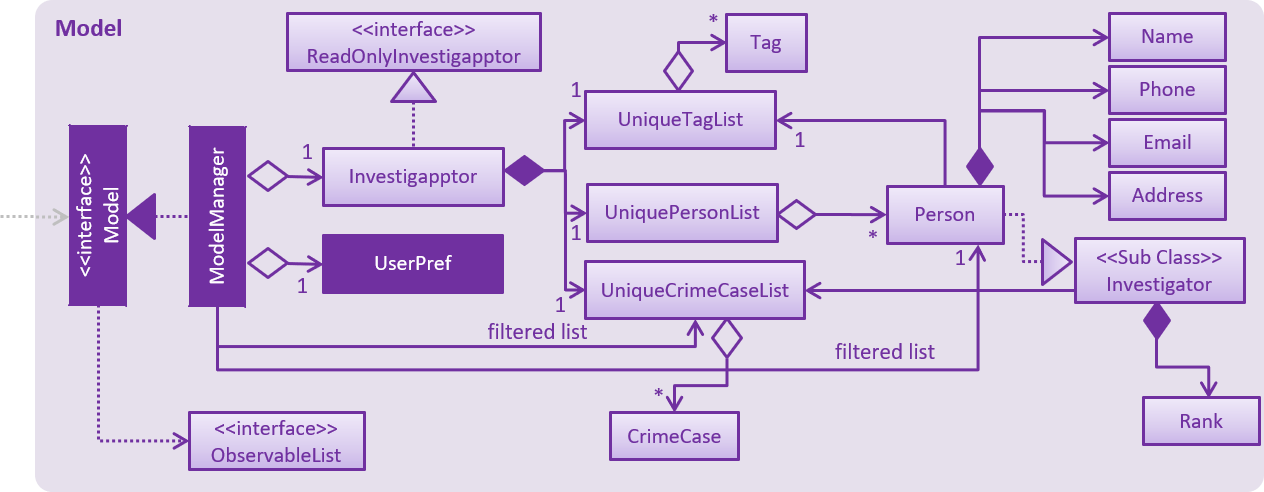 Model
<<interface>>
ReadOnlyInvestigapptor
*
Tag
Name
Phone
Email
Address
1
UniqueTagList
1
<<interface>>
Model
ModelManager
1
Investigapptor
UniquePersonList
1
*
Person
1
<<Sub Class>>
Investigator
UserPref
1
UniqueCrimeCaseList
1
filtered list
filtered list
*
CrimeCase
Rank
<<interface>>
ObservableList